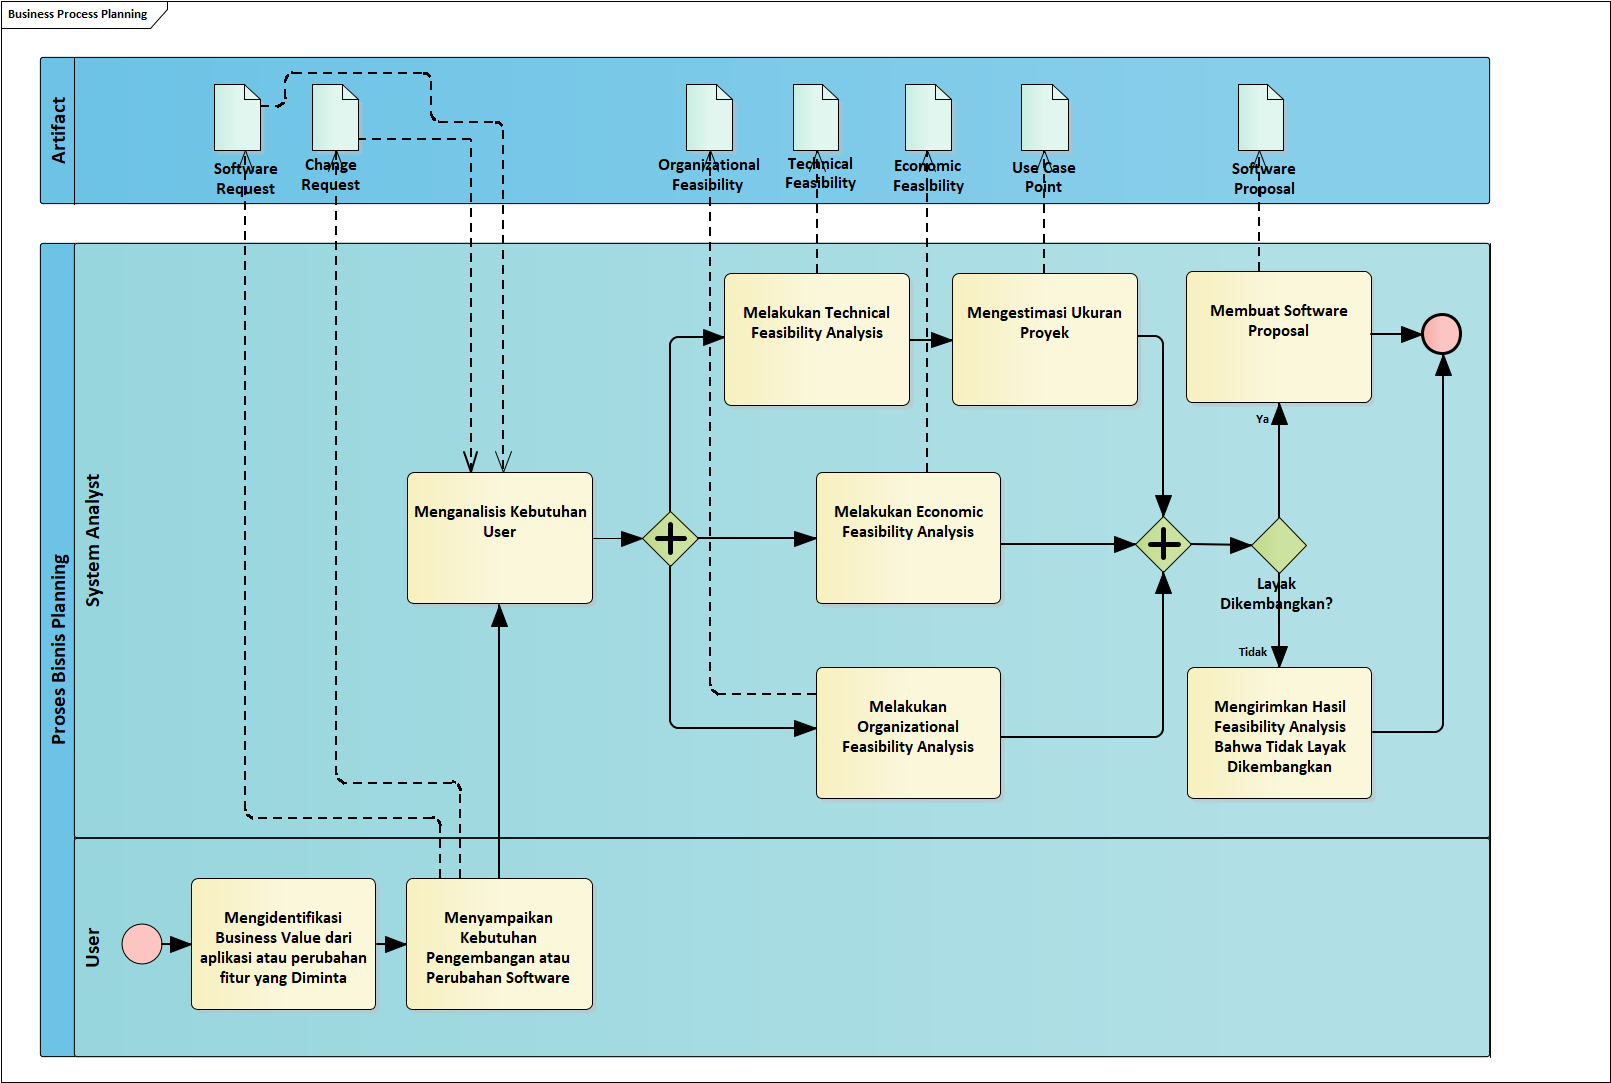 Business Process Planning
Artifact
Software
Request
Change
Request
Organizational
Feasibility
Technical
Feasibility
Economic
Feasibility
Use Case
Point
Software
Proposal
Proses Bisnis Planning
System Analyst
Melakukan Technical
Feasibility Analysis
Mengestimasi Ukuran
Proyek
Membuat Software
Proposal
Ya
Menganalisis Kebutuhan
User
Melakukan Economic
Feasibility Analysis
Layak
Dikembangkan?
Tidak
Melakukan
Organizational
Feasibility Analysis
Mengirimkan Hasil
Feasibility Analysis
Bahwa Tidak Layak
Dikembangkan
User
Mengidentifikasi
Business Value dari
aplikasi atau perubahan
fitur yang Diminta
Menyampaikan
Kebutuhan
Pengembangan atau
Perubahan Software